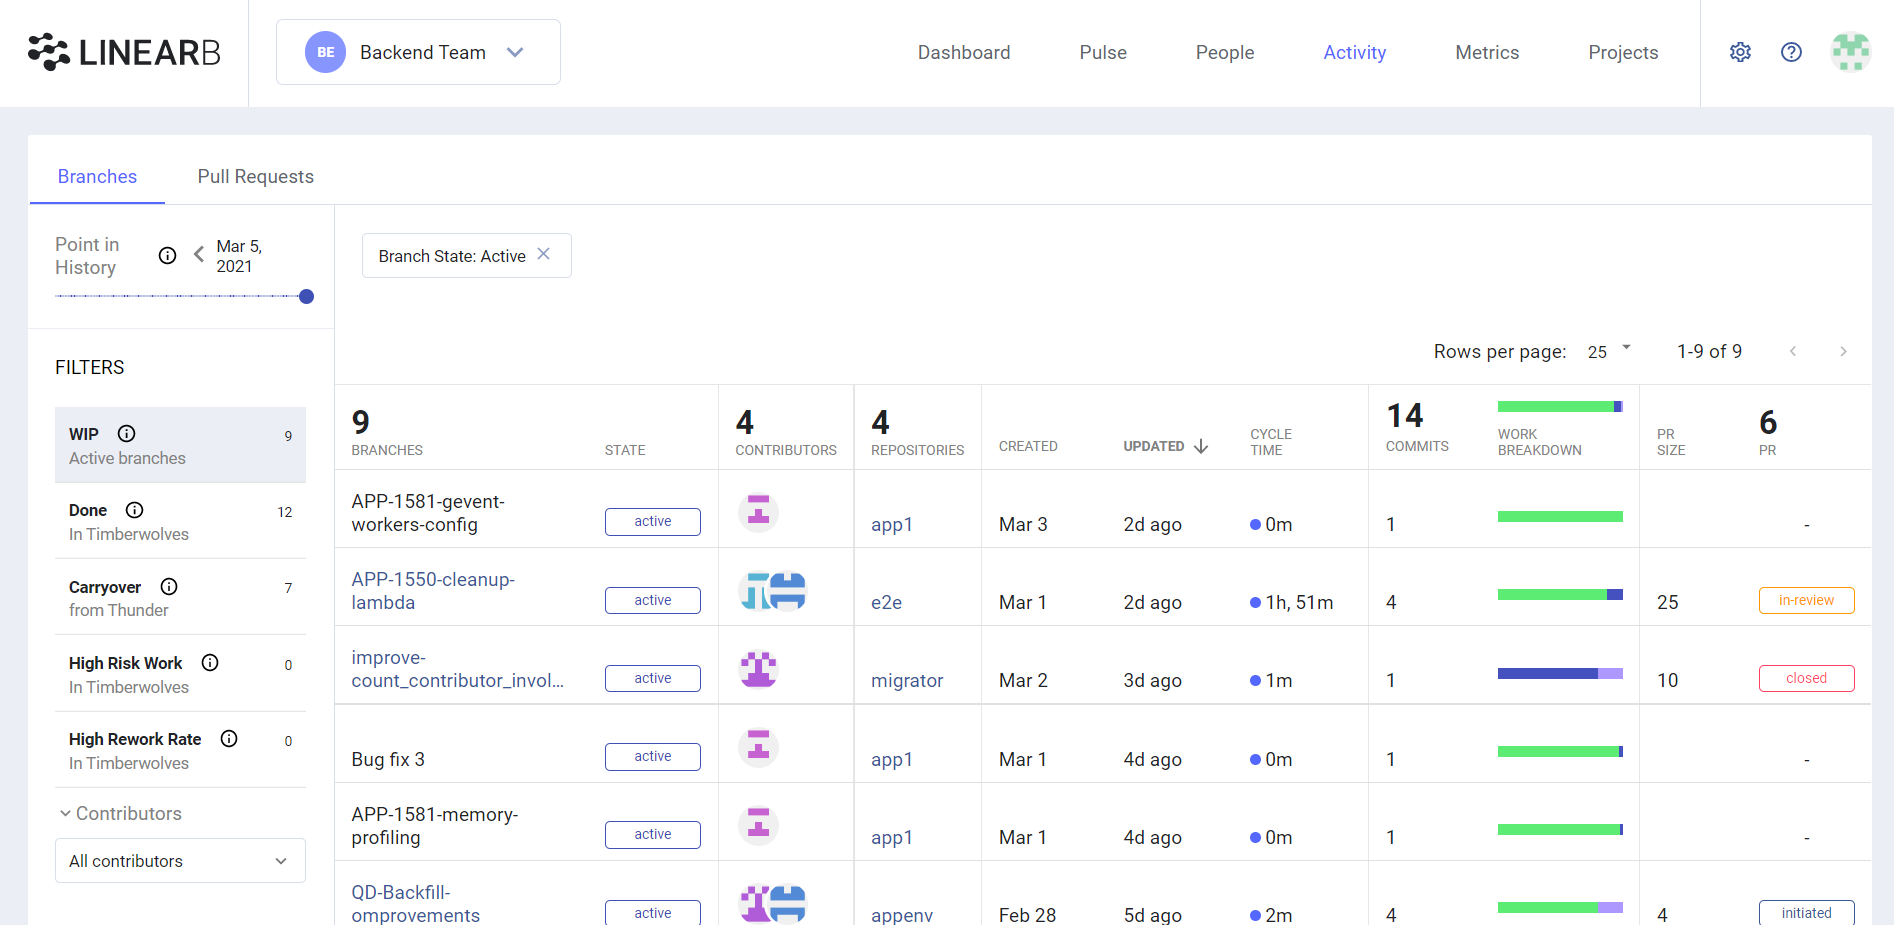 LINEARB
BE Backend Team
Dashboard Pulse People Activity Metrics Projects
Branches Pull Requests
Point in
History
Mar 5,
2021
Branch State: Active
Rows per page: 25 1-9 of 9
FILTERS
WIP 9
Active branches
Done 12
In Timberwolves
Carryover 7
from Thunder
High Risk Work 0
In Timberwolves
High Rework Rate 0
In Timberwolves
Contributors
All contributors
9
BRANCHES
STATE
4
CONTRIBUTORS
4
REPOSITORIES
CREATED
UPDATED
CYCLE
TIME
14
COMMITS
WORK
BREAKDOWN
PR
SIZE
6
PR
APP-1581-gevent-
workers-config
active app1 Mar 3 2d ago 0m 1 -
APP-1550-cleanup-
lambda
active e2e Mar 1 2d ago 1h, 51m 4 25 in-review
improve-
count_contributor_invol...
active migrator Mar 2 3d ago 1m 1 10 closed
Bug fix 3 active app1 Mar 1 4d ago 0m 1 -
APP-1581-memory-
profiling
active app1 Mar 1 4d ago 0m 1 -
QD-Backfill-
omprovements
active appenv Feb 28 5d ago 2m 4 4 initiated